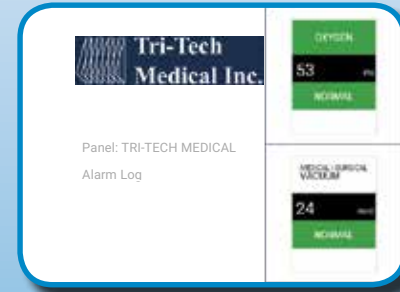 Tri-Tech
Medical Inc.
Panel: TRI-TECH MEDICAL
Alarm Log
OXYGEN
53
NORMAL
MEDICAL - SURGICAL
VACUUM
24
NORMAL